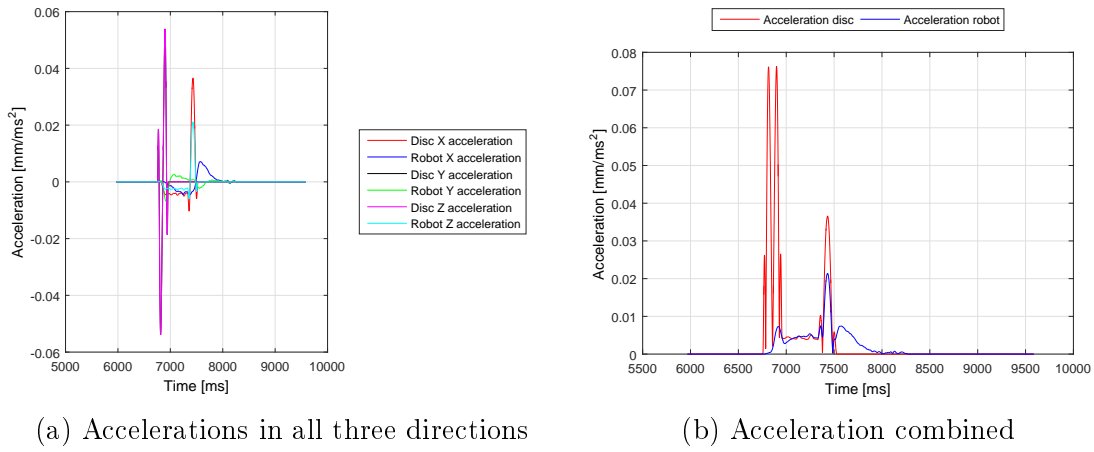 0.06
0.04
0.02
0
-0.02
-0.04
-0.06
Acceleration [mm/ms²]
5000 6000 7000 8000 9000 10000
Time [ms]
Disc X acceleration
Robot X acceleration
Disc Y acceleration
Robot Y acceleration
Disc Z acceleration
Robot Z acceleration
(a) Accelerations in all three directions
Acceleration disc Acceleration robot
0.08
0.07
0.06
0.05
0.04
0.03
0.02
0.01
0
Acceleration [mm/ms²]
5500 6000 6500 7000 7500 8000 8500 9000 9500 10000
Time [ms]
(b) Acceleration combined